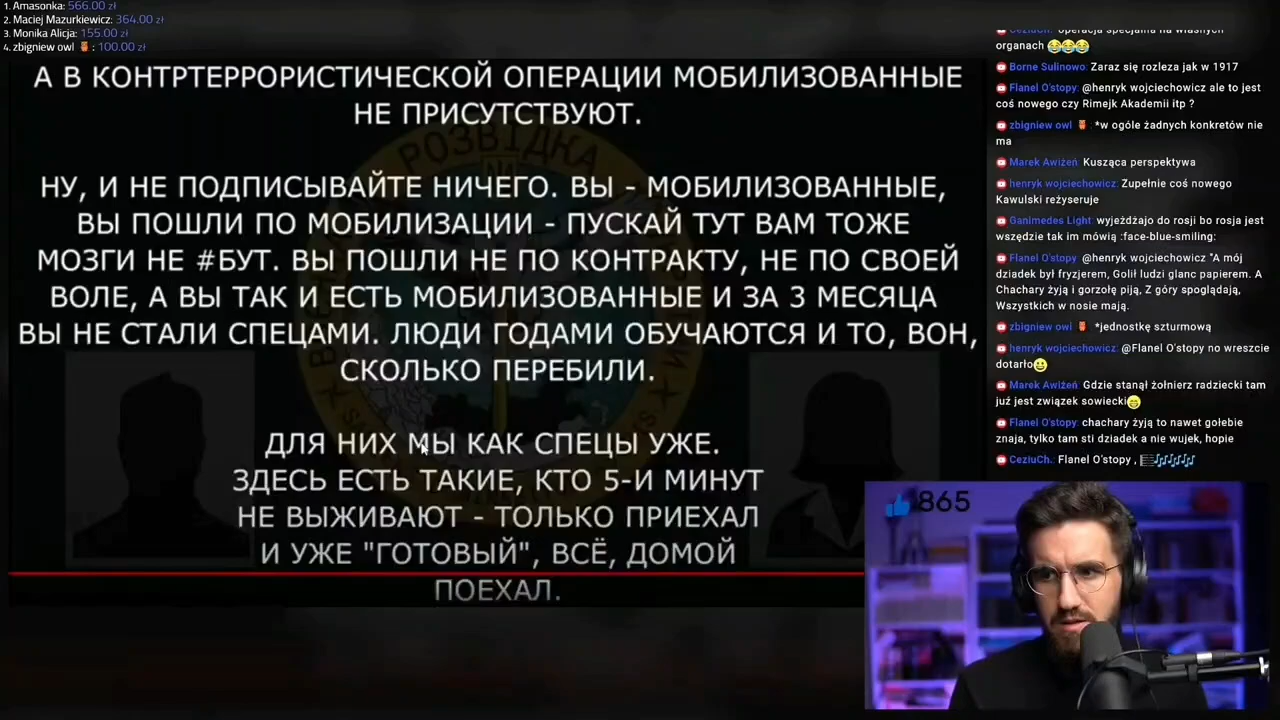 1. Amasonka: 566.00 zł
2. Maciej Mazurkiewicz: 364.00 zł
3. Monika Alicja: 155.00 zł
4. zbigniew owl 🦉 : 100.00 zł
А В КОНТРТЕРРОРИСТИЧЕСКОЙ ОПЕРАЦИИ МОБИЛИЗОВАННЫЕ
НЕ ПРИСУТСТВУЮТ.
НУ, И НЕ ПОДПИСЫВАЙТЕ НИЧЕГО. ВЫ - МОБИЛИЗОВАННЫЕ,
ВЫ ПОШЛИ ПО МОБИЛИЗАЦИИ - ПУСКАЙ ТУТ ВАМ ТОЖЕ
МОЗГИ НЕ #БУТ. ВЫ ПОШЛИ НЕ ПО КОНТРАКТУ, НЕ ПО СВОЕЙ
ВОЛЕ, А ВЫ ТАК И ЕСТЬ МОБИЛИЗОВАННЫЕ И ЗА 3 МЕСЯЦА
ВЫ НЕ СТАЛИ СПЕЦАМИ. ЛЮДИ ГОДАМИ ОБУЧАЮТСЯ И ТО, ВОН,
СКОЛЬКО ПЕРЕБИЛИ.
ДЛЯ НИХ МЫ КАК СПЕЦЫ УЖЕ.
ЗДЕСЬ ЕСТЬ ТАКИЕ, КТО 5-И МИНУТ
НЕ ВЫЖИВАЮТ - ТОЛЬКО ПРИЕХАЛ
И УЖЕ "ГОТОВЫЙ", ВСЁ, ДОМОЙ
ПОЕХАЛ.
РОЗВІДКА
CeziuCh.: Operacja specjalna na własnych
organach 😂😂😂
Borne Sulinowo: Zaraz się rozleza jak w 1917
Flanel O'stopy: @henryk wojciechowicz ale to jest
coś nowego czy Rimejk Akademii itp ?
zbigniew owl 🦉 *w ogóle żadnych konkretów nie
ma
Marek Awiżeń: Kusząca perspektywa
henryk wojciechowicz: Zupełnie coś nowego
Kawulski reżyseruje
Ganimedes Light: wyjeżdżajo do rosji bo rosja jest
wszędzie tak im mówią :face-blue-smiling:
Flanel O'stopy: @henryk wojciechowicz "A mój
dziadek był fryzjerem, Golił ludzi glanc papierem. A
Chachary żyją i gorzołę piją, Z góry spoglądają,
Wszystkich w nosie mają.
zbigniew owl 🦉 *jednostkę szturmową
henryk wojciechowicz: @Flanel O'stopy no wreszcie
dotarło😀
Marek Awiżeń: Gdzie stanął żołnierz radziecki tam
już jest związek sowiecki😁
Flanel O'stopy: chachary żyją to nawet gołebie
znaja, tylko tam sti dziadek a nie wujek, hopie
CeziuCh.: Flanel O'stopy , 🎼🎶🎶🎶
865